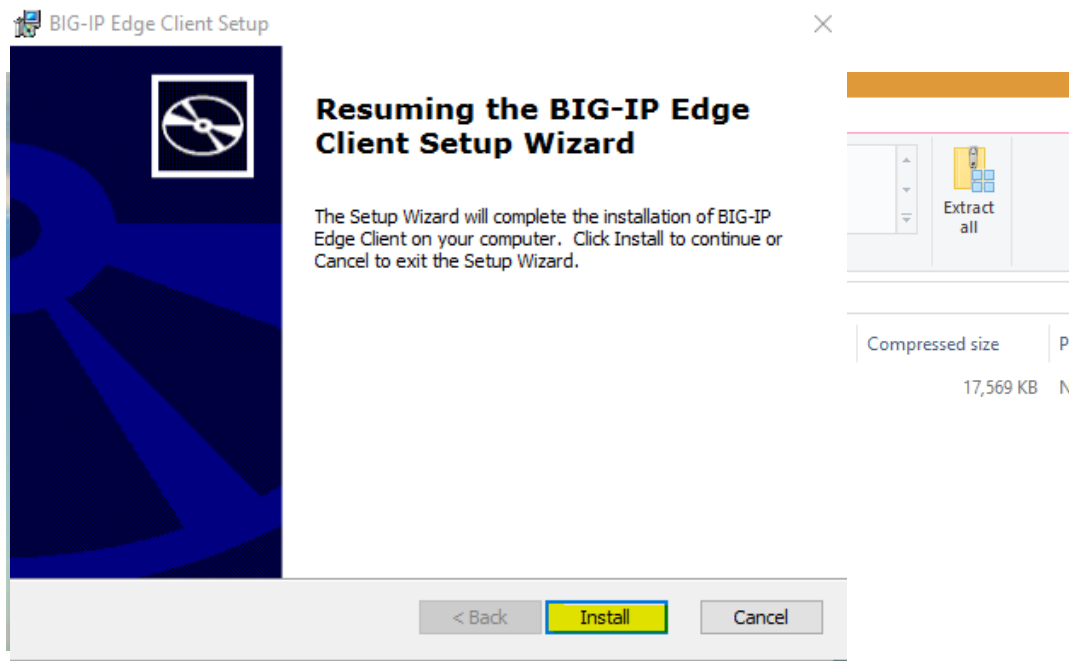 BIG-IP Edge Client Setup
Resuming the BIG-IP Edge
Client Setup Wizard
The Setup Wizard will complete the installation of BIG-IP
Edge Client on your computer. Click Install to continue or
Cancel to exit the Setup Wizard.
< Back
Install
Cancel
Extract
all
Compressed size
P
17,569 KB
N